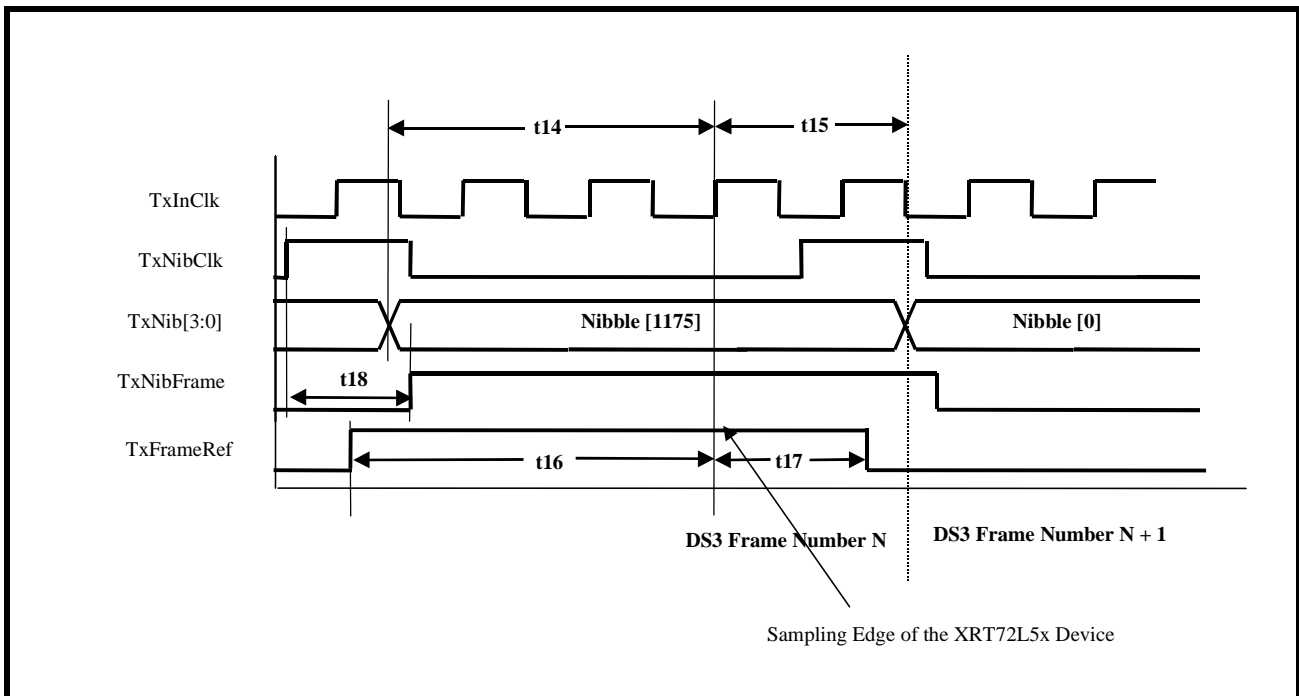 t14
t15
TxInClk
TxNibClk
TxNib[3:0]
Nibble [1175]
Nibble [0]
TxNibFrame
t18
TxFrameRef
t16
t17
DS3 Frame Number N
DS3 Frame Number N + 1
Sampling Edge of the XRT72L5x Device